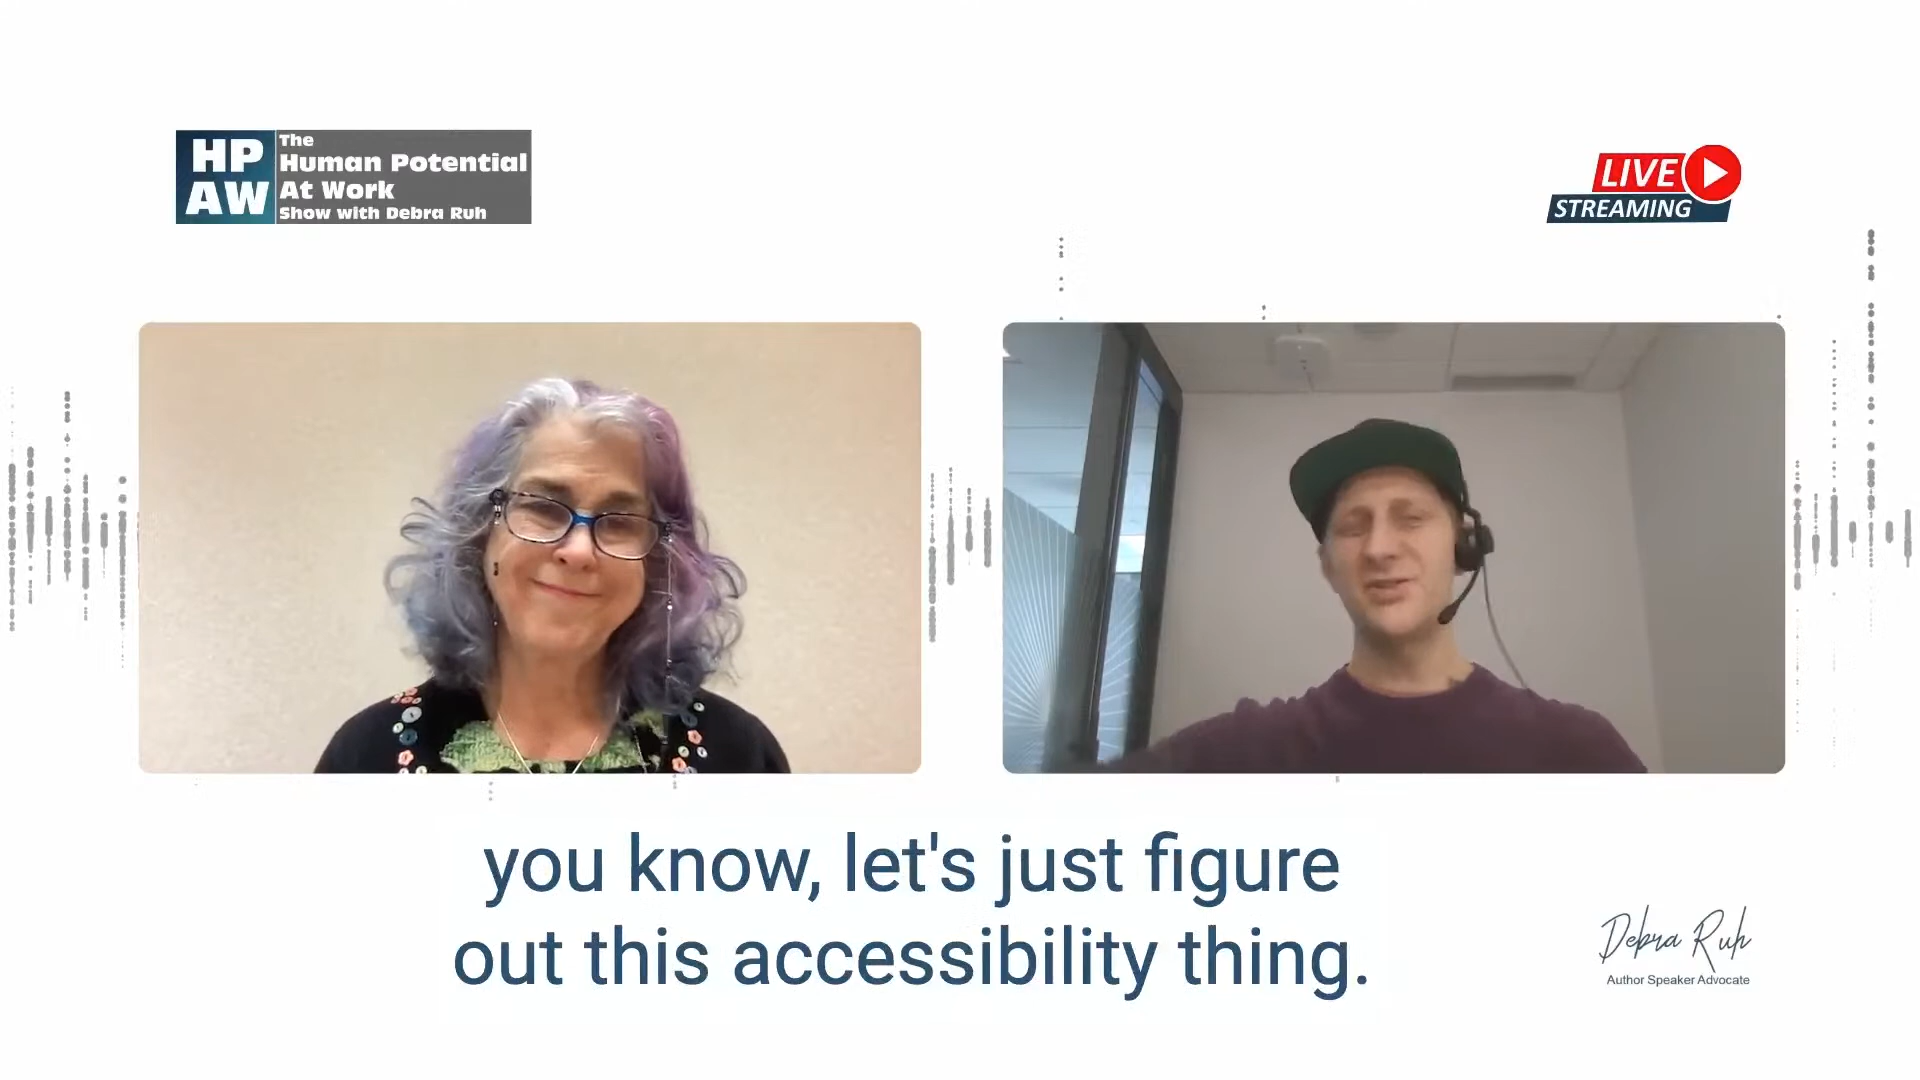 HP
AW
The
Human Potential
At Work
Show with Debra Ruh
LIVE
STREAMING
you know, let's just figure
out this accessibility thing.
Debra Ruh
Author Speaker Advocate